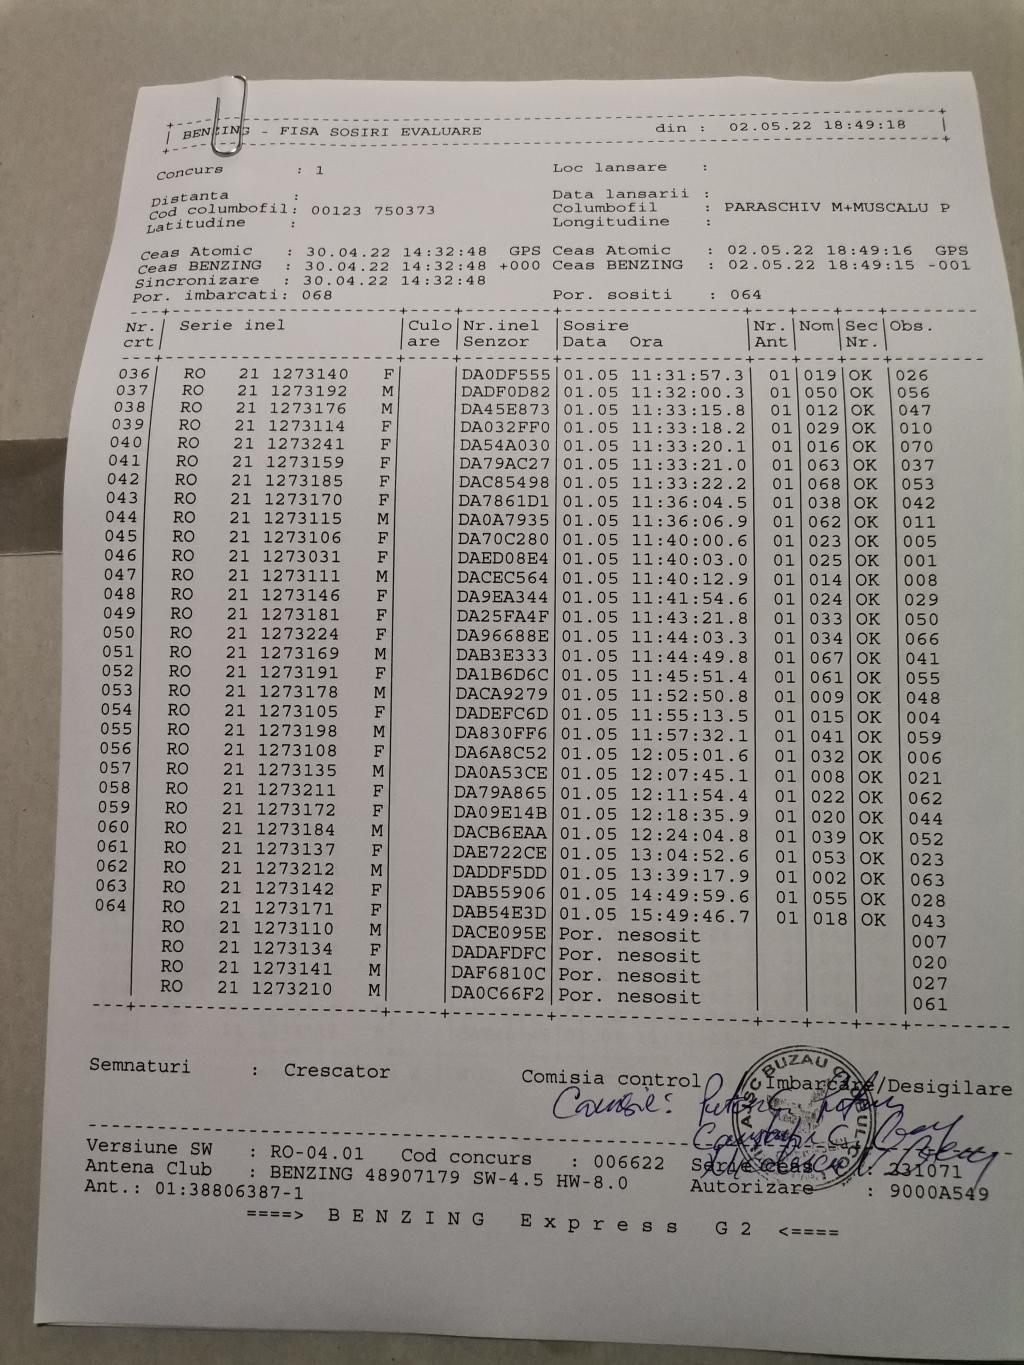 BENZING - FISA SOSIRI EVALUARE din : 02.05.22 18:49:18
Concurs : 1 Loc lansare :
Distanta : Data lansarii :
Cod columbofil: 00123 750373 Columbofil : PARASCHIV M+MUSCALU P
Latitudine : Longitudine :
Ceas Atomic : 30.04.22 14:32:48 GPS Ceas Atomic : 02.05.22 18:49:16 GPS
Ceas BENZING : 30.04.22 14:32:48 +000 Ceas BENZING : 02.05.22 18:49:15 -001
Sincronizare : 30.04.22 14:32:48
Por. imbarcati: 068 Por. sositi : 064
Nr. Serie inel Culo Nr.inel Sosire Nr. Nom Sec Obs.
crt are Senzor Data Ora Ant Nr.
036 RO 21 1273140 F DA0DF555 01.05 11:31:57.3 01 019 OK 026
037 RO 21 1273192 M DADF0D82 01.05 11:32:00.3 01 050 OK 056
038 RO 21 1273176 M DA45E873 01.05 11:33:15.8 01 012 OK 047
039 RO 21 1273114 F DA032FF0 01.05 11:33:18.2 01 029 OK 010
040 RO 21 1273241 F DA54A030 01.05 11:33:20.1 01 016 OK 070
041 RO 21 1273159 F DA79AC27 01.05 11:33:21.0 01 063 OK 037
042 RO 21 1273185 F DAC85498 01.05 11:33:22.2 01 068 OK 053
043 RO 21 1273170 F DA7861D1 01.05 11:36:04.5 01 038 OK 042
044 RO 21 1273115 M DA0A7935 01.05 11:36:06.9 01 062 OK 011
045 RO 21 1273106 F DA70C280 01.05 11:40:00.6 01 023 OK 005
046 RO 21 1273031 F DAED08E4 01.05 11:40:03.0 01 025 OK 001
047 RO 21 1273111 M DACEC564 01.05 11:40:12.9 01 014 OK 008
048 RO 21 1273146 F DA9EA344 01.05 11:41:54.6 01 024 OK 029
049 RO 21 1273181 F DA25FA4F 01.05 11:43:21.8 01 033 OK 050
050 RO 21 1273224 F DA96688E 01.05 11:44:03.3 01 034 OK 066
051 RO 21 1273169 M DAB3E333 01.05 11:44:49.8 01 067 OK 041
052 RO 21 1273191 F DA1B6D6C 01.05 11:45:51.4 01 061 OK 055
053 RO 21 1273178 M DACA9279 01.05 11:52:50.8 01 009 OK 048
054 RO 21 1273105 F DADEFC6D 01.05 11:55:13.5 01 015 OK 004
055 RO 21 1273198 M DA830FF6 01.05 11:57:32.1 01 041 OK 059
056 RO 21 1273108 F DA6A8C52 01.05 12:05:01.6 01 032 OK 006
057 RO 21 1273135 M DA0A53CE 01.05 12:07:45.1 01 008 OK 021
058 RO 21 1273211 F DA79A865 01.05 12:11:54.4 01 022 OK 062
059 RO 21 1273172 F DA09E14B 01.05 12:18:35.9 01 020 OK 044
060 RO 21 1273184 M DACB6EAA 01.05 12:24:04.8 01 039 OK 052
061 RO 21 1273137 F DAE722CE 01.05 13:04:52.6 01 053 OK 023
062 RO 21 1273212 M DADDF5DD 01.05 13:39:17.9 01 002 OK 063
063 RO 21 1273142 F DAB55906 01.05 14:49:59.6 01 055 OK 028
064 RO 21 1273171 F DAB54E3D 01.05 15:49:46.7 01 018 OK 043
RO 21 1273110 M DACE095E Por. nesosit 007
RO 21 1273134 F DADAFDFC Por. nesosit 020
RO 21 1273141 M DAF6810C Por. nesosit 027
RO 21 1273210 M DA0C66F2 Por. nesosit 061
Semnaturi : Crescator Comisia control Imbarcare/Desigilare
Versiune SW : RO-04.01 Cod concurs : 006622 Serie ceas : 231071
Antena Club : BENZING 48907179 SW-4.5 HW-8.0 Autorizare : 9000A549
Ant.: 01:38806387-1
====> BENZING Express G2 <====